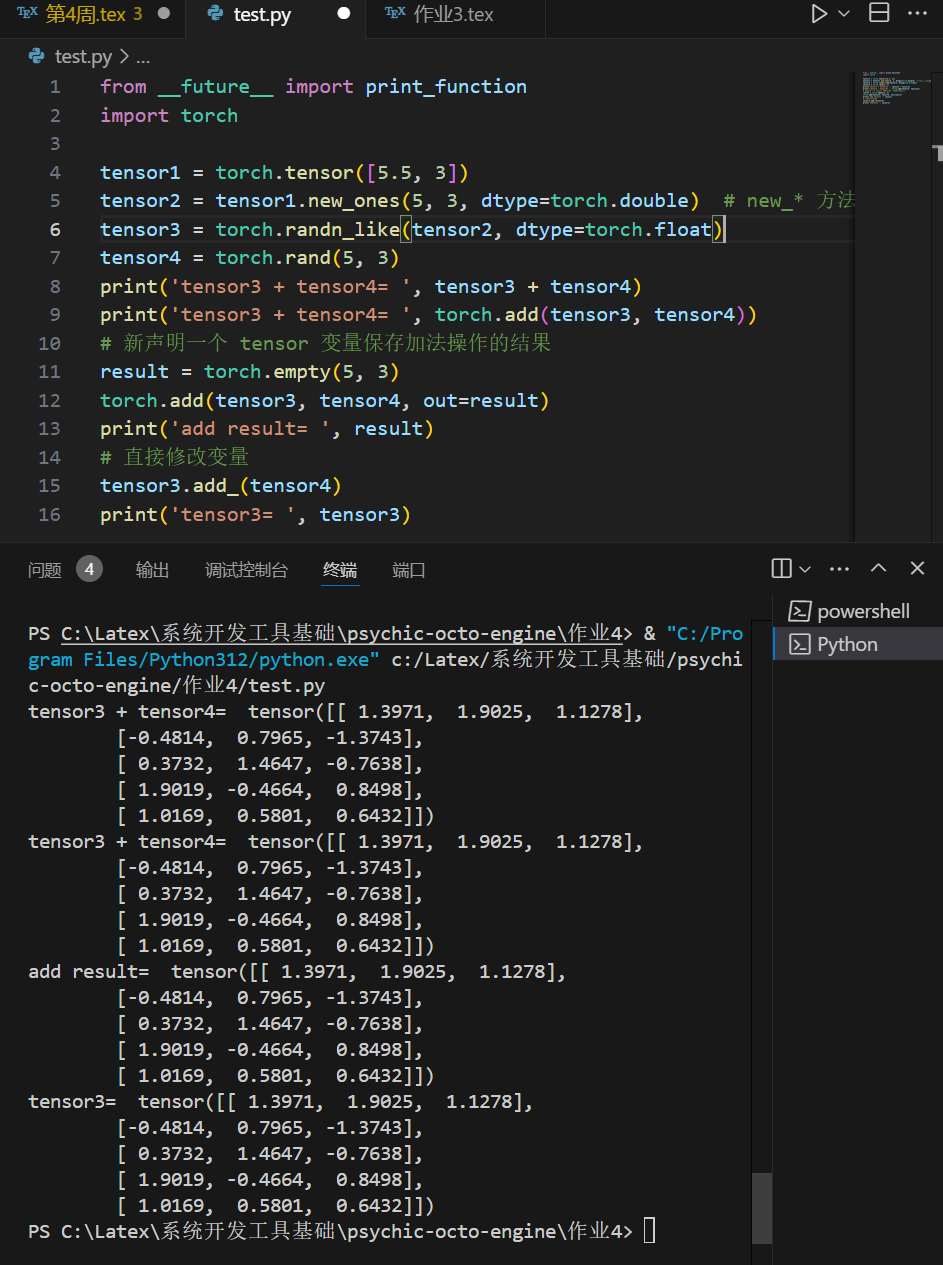 TEX 第4周.tex 3 ● test.py ● TEX 作业3.tex
test.py > ...
1 from __future__ import print_function
2 import torch
3
4 tensor1 = torch.tensor([5.5, 3])
5 tensor2 = tensor1.new_ones(5, 3, dtype=torch.double)  # new_* 方法
6 tensor3 = torch.randn_like(tensor2, dtype=torch.float)
7 tensor4 = torch.rand(5, 3)
8 print('tensor3 + tensor4= ', tensor3 + tensor4)
9 print('tensor3 + tensor4= ', torch.add(tensor3, tensor4))
10 # 新声明一个 tensor 变量保存加法操作的结果
11 result = torch.empty(5, 3)
12 torch.add(tensor3, tensor4, out=result)
13 print('add result= ', result)
14 # 直接修改变量
15 tensor3.add_(tensor4)
16 print('tensor3= ', tensor3)
问题 4 输出 调试控制台 终端 端口
powershell
Python
PS C:\Latex\系统开发工具基础\psychic-octo-engine\作业4> & "C:/Pro
gram Files/Python312/python.exe" c:/Latex/系统开发工具基础/psychi
c-octo-engine/作业4/test.py
tensor3 + tensor4=  tensor([[ 1.3971,  1.9025,  1.1278],
        [-0.4814,  0.7965, -1.3743],
        [ 0.3732,  1.4647, -0.7638],
        [ 1.9019, -0.4664,  0.8498],
        [ 1.0169,  0.5801,  0.6432]])
tensor3 + tensor4=  tensor([[ 1.3971,  1.9025,  1.1278],
        [-0.4814,  0.7965, -1.3743],
        [ 0.3732,  1.4647, -0.7638],
        [ 1.9019, -0.4664,  0.8498],
        [ 1.0169,  0.5801,  0.6432]])
add result=  tensor([[ 1.3971,  1.9025,  1.1278],
        [-0.4814,  0.7965, -1.3743],
        [ 0.3732,  1.4647, -0.7638],
        [ 1.9019, -0.4664,  0.8498],
        [ 1.0169,  0.5801,  0.6432]])
tensor3=  tensor([[ 1.3971,  1.9025,  1.1278],
        [-0.4814,  0.7965, -1.3743],
        [ 0.3732,  1.4647, -0.7638],
        [ 1.9019, -0.4664,  0.8498],
        [ 1.0169,  0.5801,  0.6432]])
PS C:\Latex\系统开发工具基础\psychic-octo-engine\作业4>